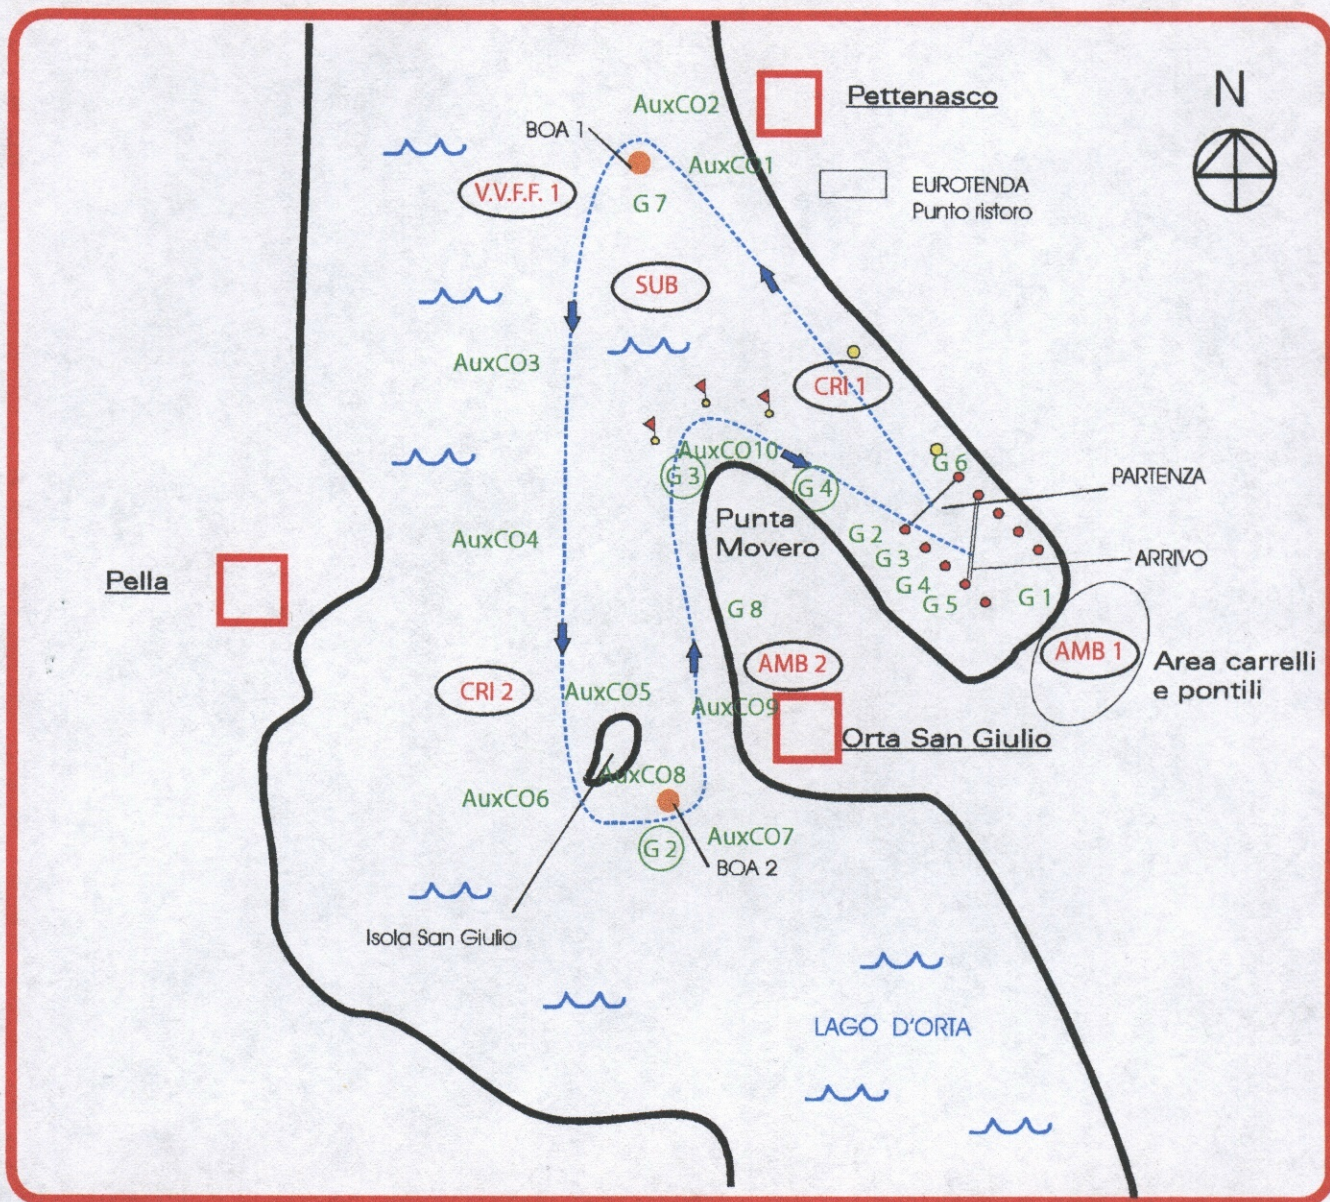 AuxCO2
Pettenasco
N
BOA 1
AuxCO1
V.V.F.F. 1
G 7
EUROTENDA
Punto ristoro
SUB
AuxCO3
CRI 1
AuxCO10
G 3
G 4
G 6
PARTENZA
Punta
Movero
G 2
G 3
G 4
G 5
G 1
ARRIVO
AuxCO4
Pella
G 8
AMB 2
AMB 1
Area carrelli
e pontili
CRI 2
AuxCO5
AuxCO9
Orta San Giulio
AuxCO8
AuxCO6
AuxCO7
G 2
BOA 2
Isola San Giulio
LAGO D'ORTA